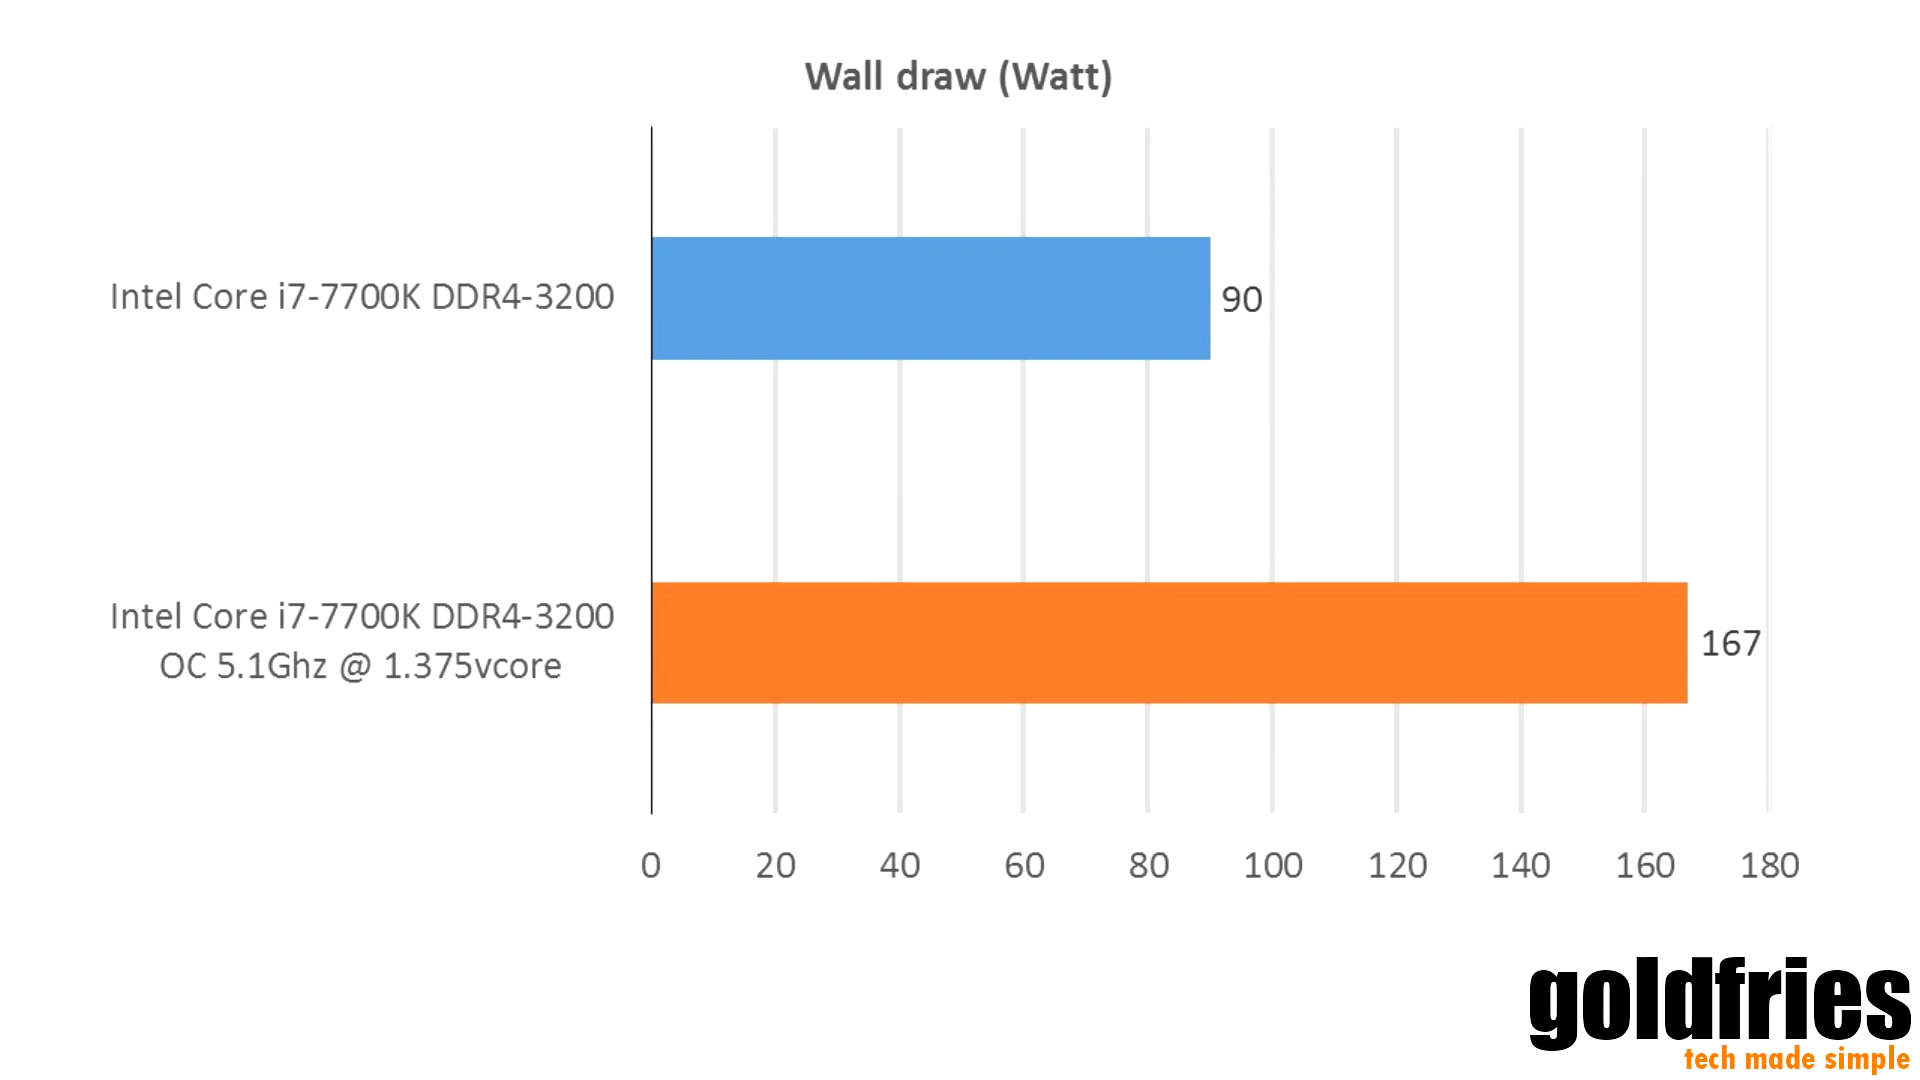 Wall draw (Watt)
Intel Core i7-7700K DDR4-3200
90
Intel Core i7-7700K DDR4-3200
OC 5.1Ghz @ 1.375vcore
167
0 20 40 60 80 100 120 140 160 180
goldfries
tech made simple